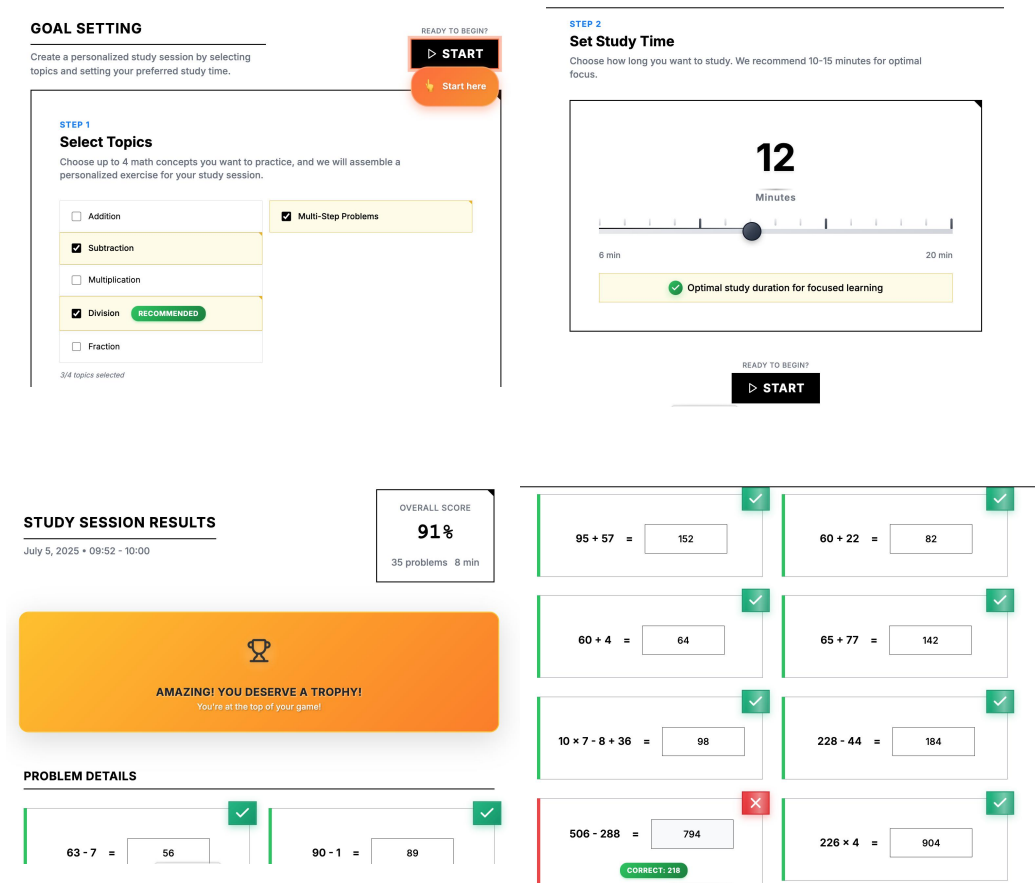 GOAL SETTING
Create a personalized study session by selecting
topics and setting your preferred study time.
READY TO BEGIN?
START
👆 Start here
STEP 1
Select Topics
Choose up to 4 math concepts you want to practice, and we will assemble a
personalized exercise for your study session.
Addition
Multi-Step Problems
Subtraction
Multiplication
Division RECOMMENDED
Fraction
3/4 topics selected
STEP 2
Set Study Time
Choose how long you want to study. We recommend 10-15 minutes for optimal
focus.
12
Minutes
6 min 20 min
Optimal study duration for focused learning
READY TO BEGIN?
START
STUDY SESSION RESULTS
July 5, 2025 • 09:52 - 10:00
OVERALL SCORE
91%
35 problems 8 min
AMAZING! YOU DESERVE A TROPHY!
You're at the top of your game!
PROBLEM DETAILS
63 - 7 = 56
90 - 1 = 89
95 + 57 = 152
60 + 22 = 82
60 + 4 = 64
65 + 77 = 142
10 × 7 - 8 + 36 = 98
228 - 44 = 184
506 - 288 = 794
CORRECT: 218
226 × 4 = 904